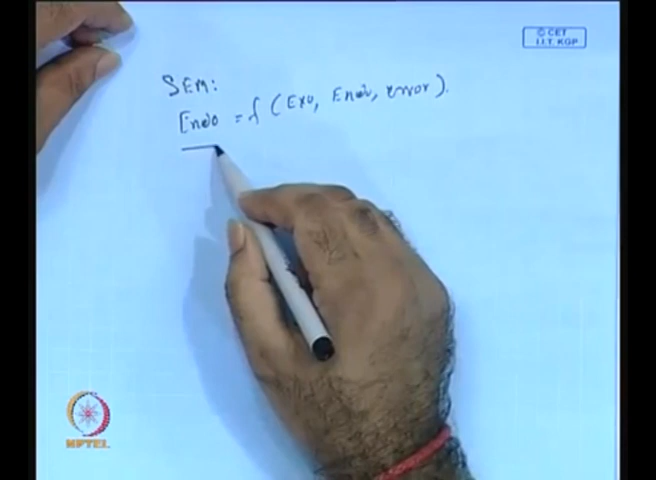 © CET
I.I.T. KGP
SEM:
Endo = f (Exo, Endo, error).
NPTEL